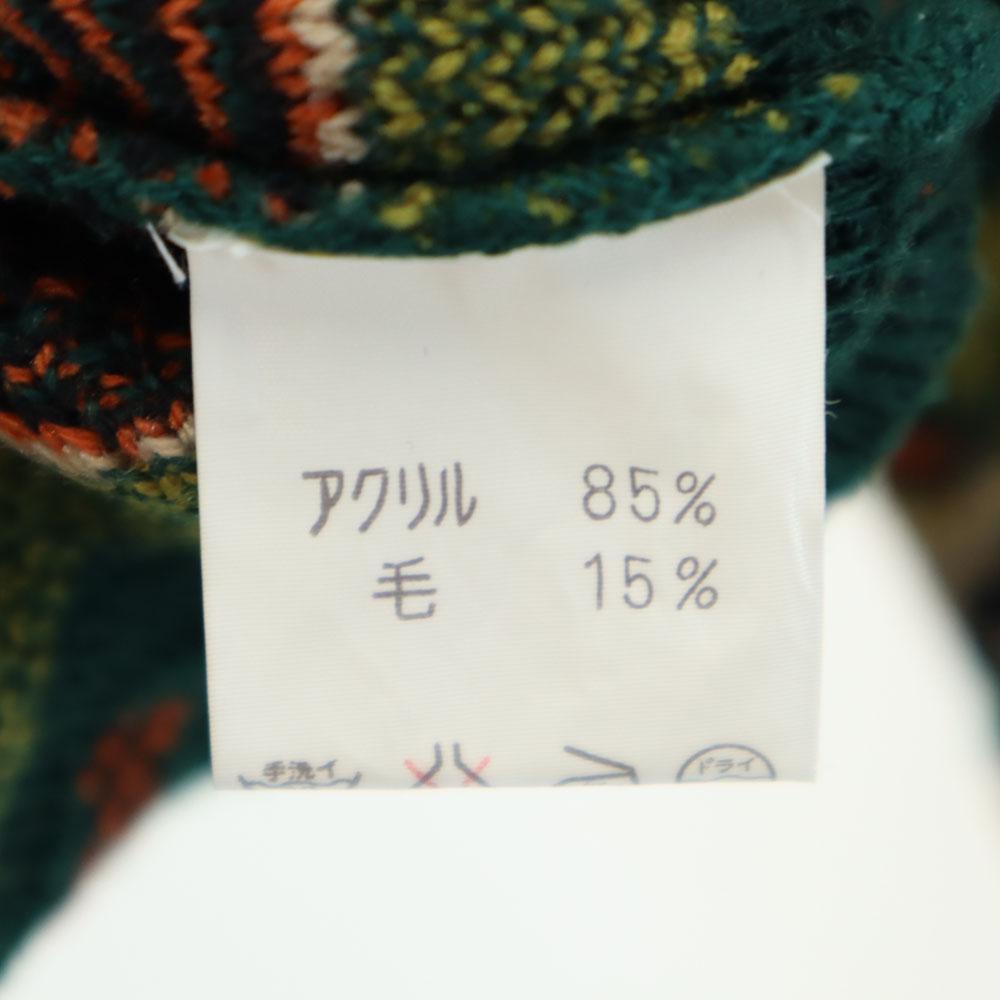 アクリル 85%
毛 15%
手洗イ ドライ